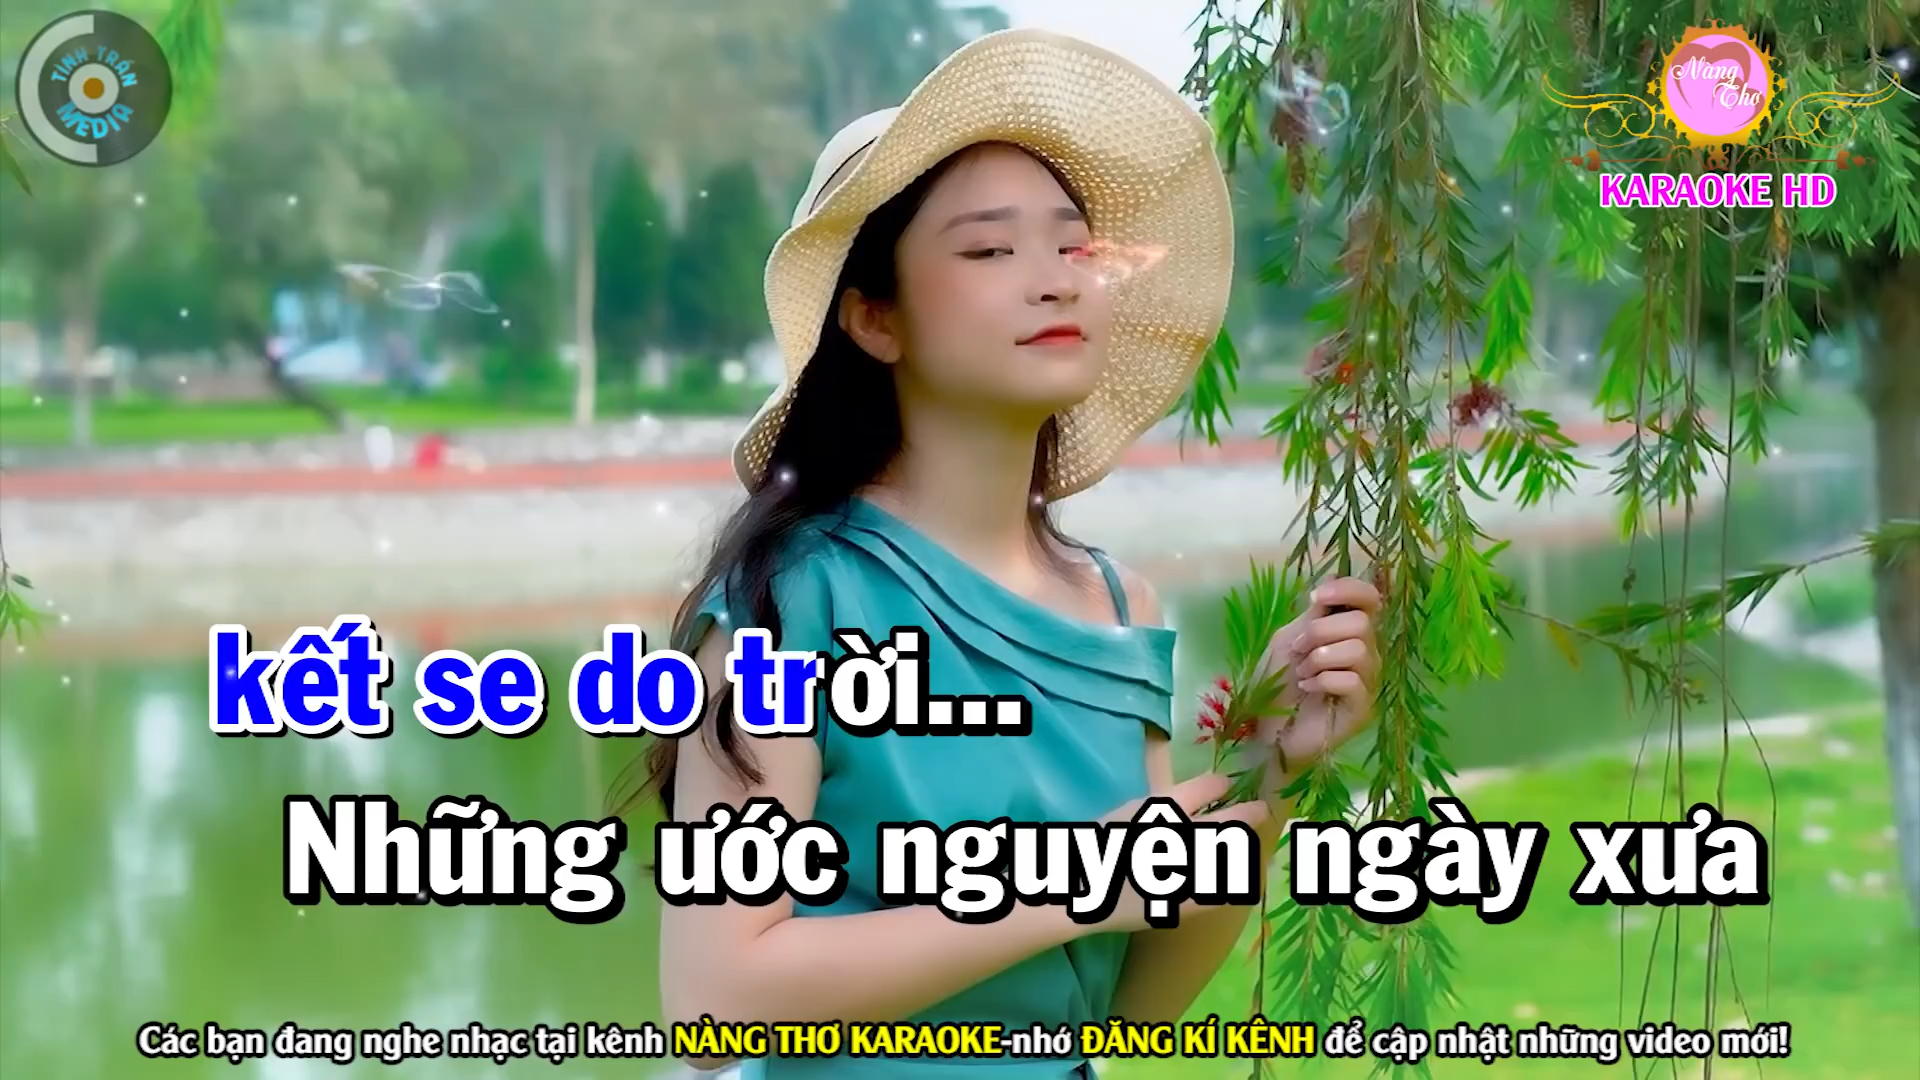 TÌNH TRẦN
MEDIA
Nàng
Thơ
KARAOKE HD
kết se do trời...
Những ước nguyện ngày xưa
Các bạn đang nghe nhạc tại kênh NÀNG THƠ KARAOKE-nhớ ĐĂNG KÍ KÊNH để cập nhật những video mới!